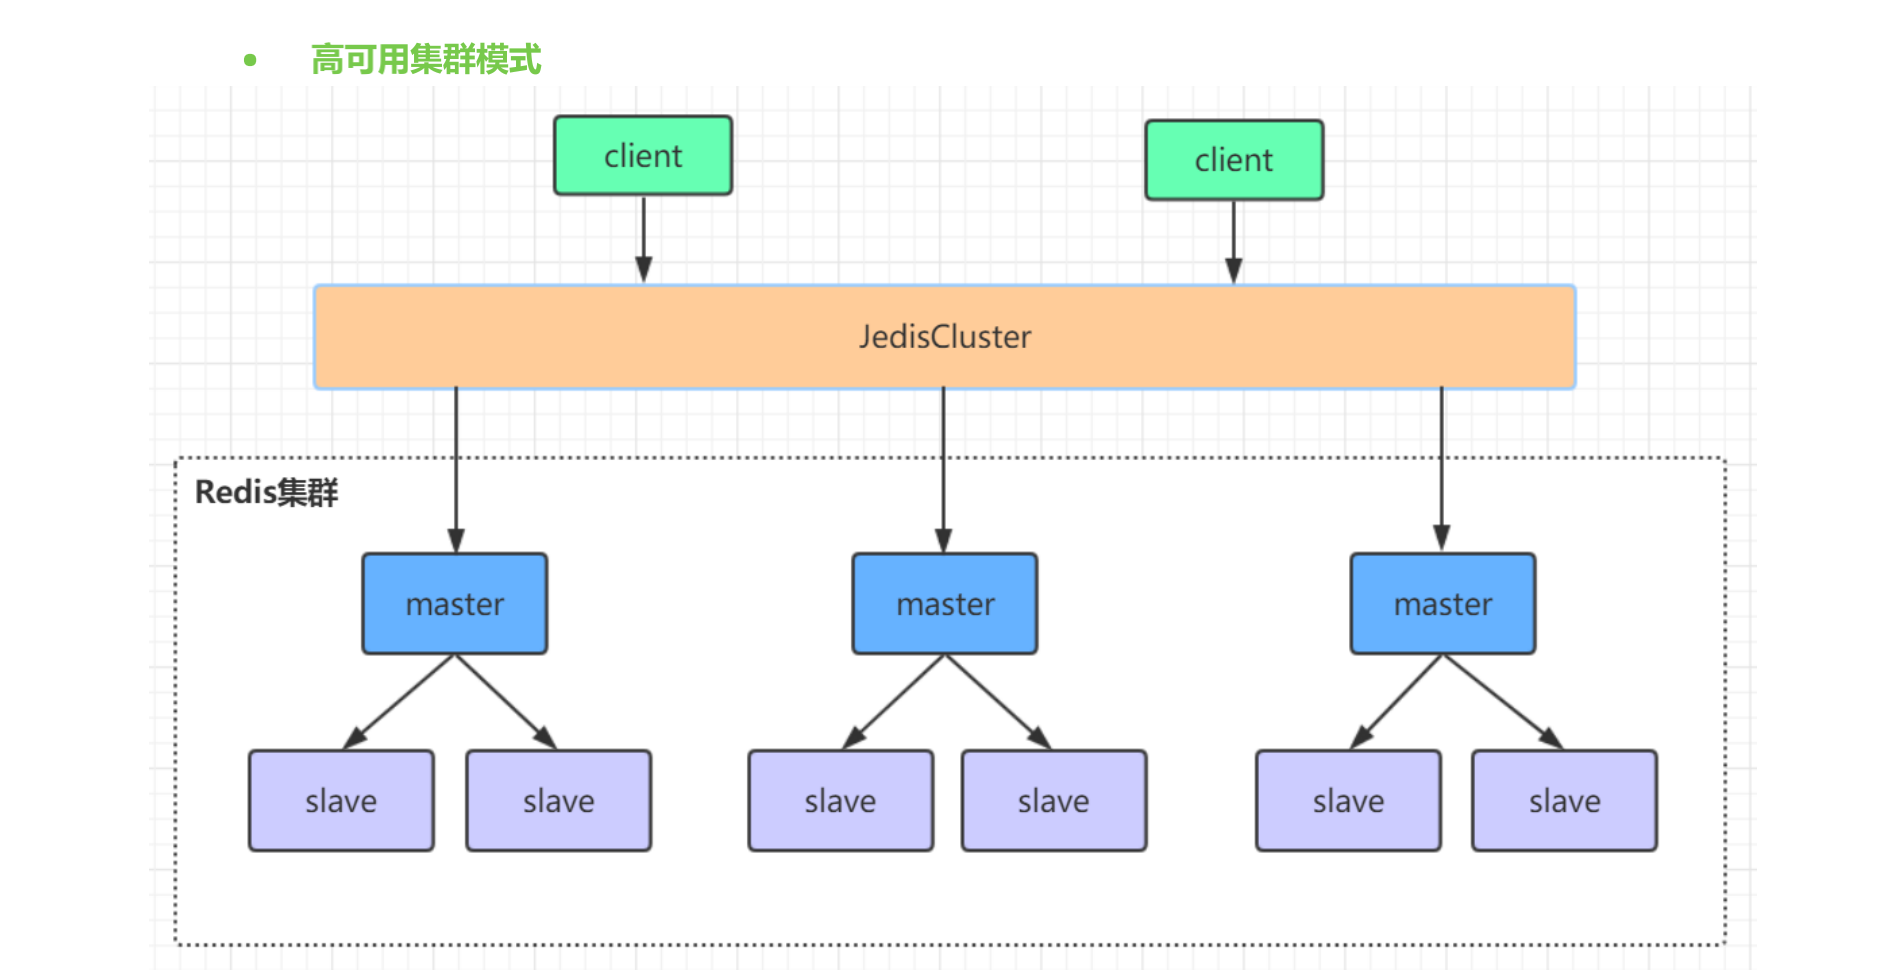 高可用集群模式
client
client
JedisCluster
Redis集群
master
master
master
slave
slave
slave
slave
slave
slave